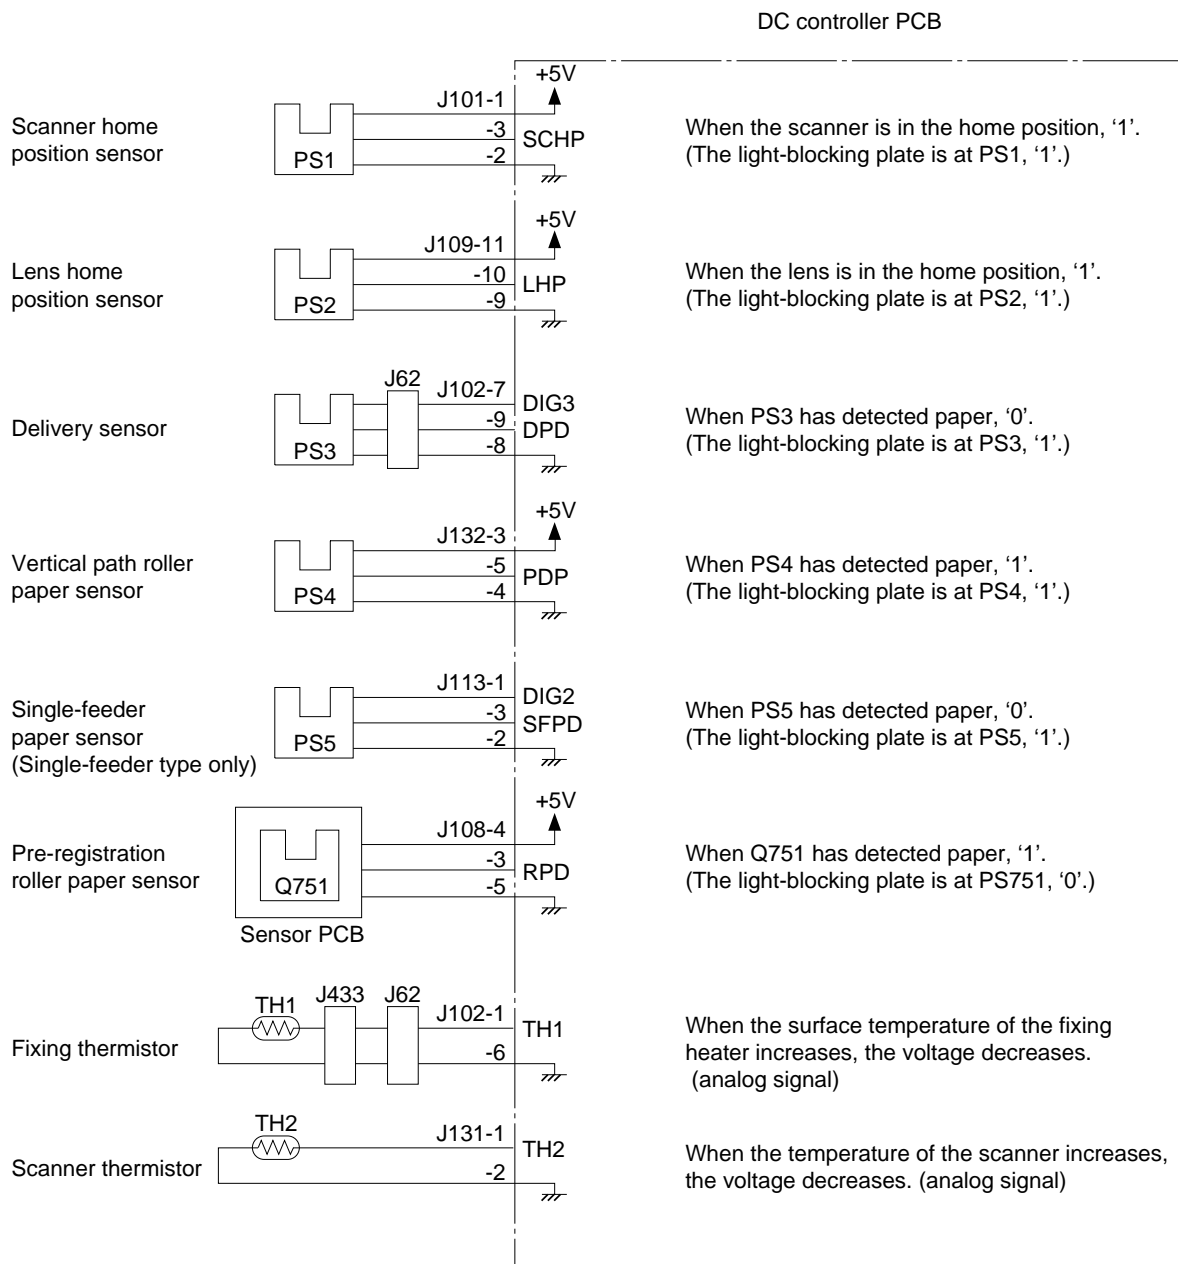 DC controller PCB
+5V
J101-1
Scanner home
position sensor
PS1
-3
SCHP
-2
When the scanner is in the home position, ‘1’.
(The light-blocking plate is at PS1, ‘1’.)
+5V
J109-11
Lens home
position sensor
PS2
-10
LHP
-9
When the lens is in the home position, ‘1’.
(The light-blocking plate is at PS2, ‘1’.)
J62
J102-7
DIG3
Delivery sensor
PS3
-9
DPD
-8
When PS3 has detected paper, ‘0’.
(The light-blocking plate is at PS3, ‘1’.)
+5V
J132-3
Vertical path roller
paper sensor
PS4
-5
PDP
-4
When PS4 has detected paper, ‘1’.
(The light-blocking plate is at PS4, ‘1’.)
J113-1
DIG2
Single-feeder
paper sensor
(Single-feeder type only)
PS5
-3
SFPD
-2
When PS5 has detected paper, ‘0’.
(The light-blocking plate is at PS5, ‘1’.)
+5V
J108-4
Pre-registration
roller paper sensor
Q751
-3
RPD
-5
Sensor PCB
When Q751 has detected paper, ‘1’.
(The light-blocking plate is at PS751, ‘0’.)
TH1
J433
J62
J102-1
TH1
Fixing thermistor
-6
When the surface temperature of the fixing
heater increases, the voltage decreases.
(analog signal)
TH2
J131-1
TH2
Scanner thermistor
-2
When the temperature of the scanner increases,
the voltage decreases. (analog signal)